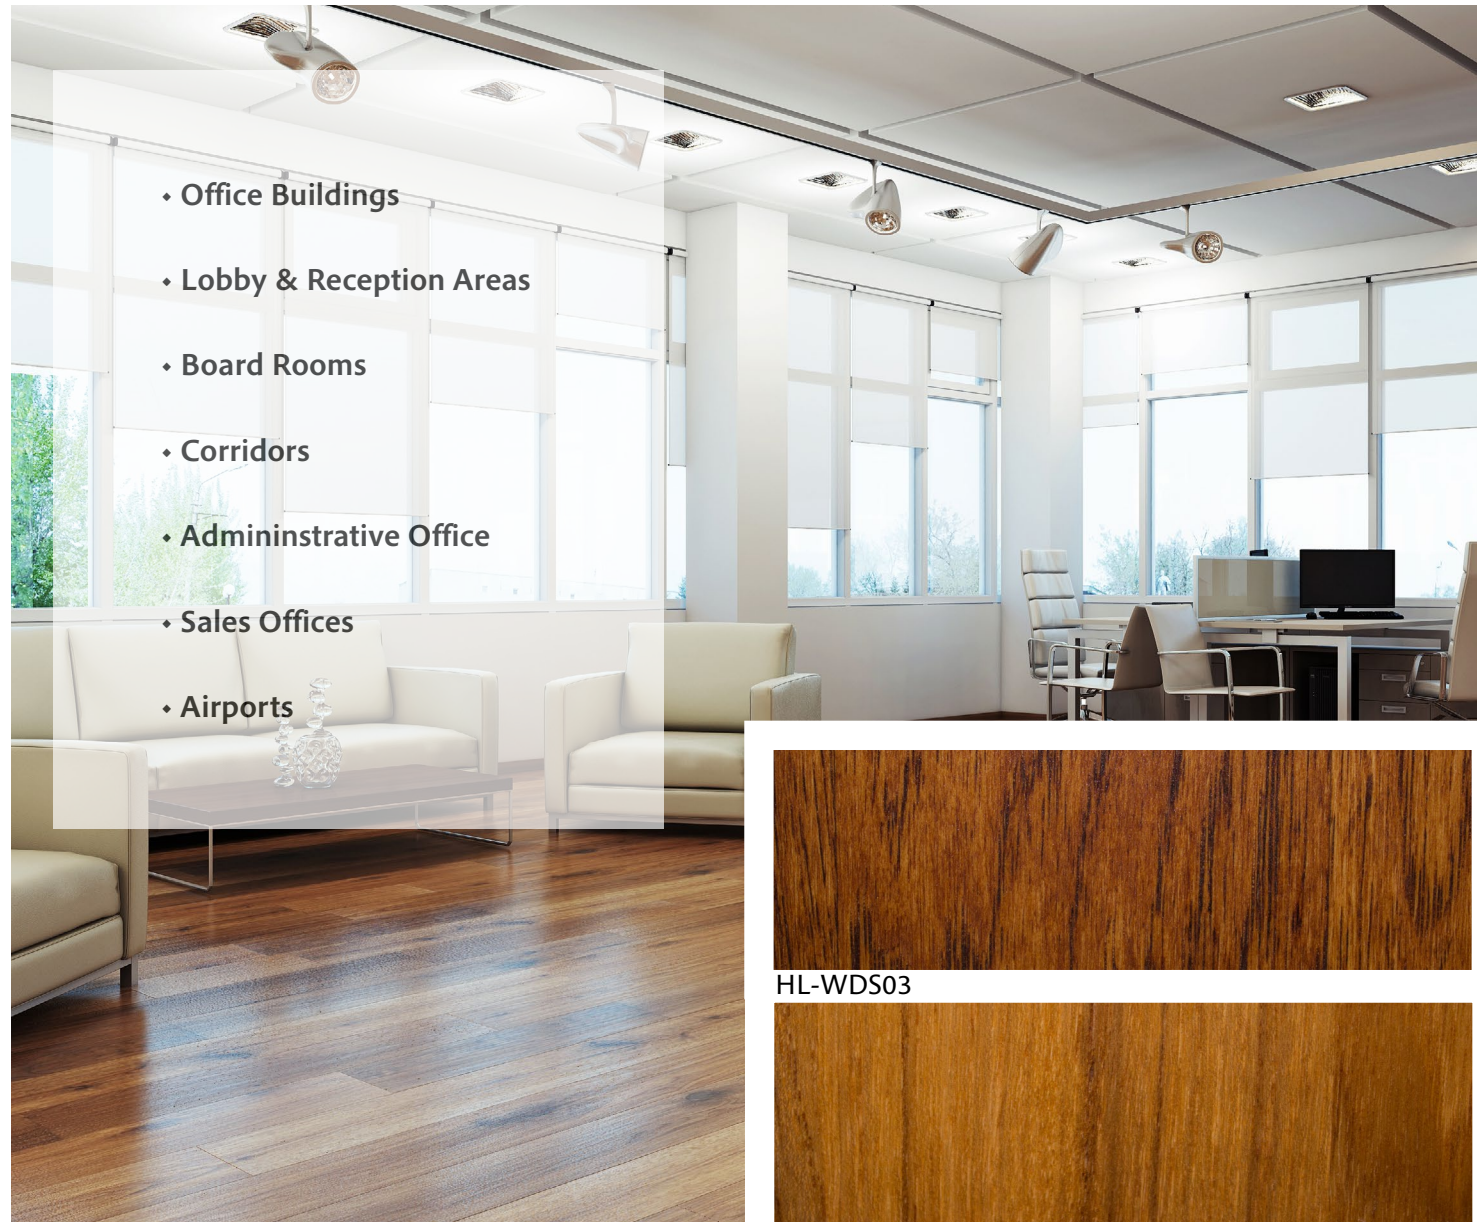 • Office Buildings
• Lobby & Reception Areas
• Board Rooms
• Corridors
• Admininstrative Office
• Sales Offices
• Airports
HL-WDS03